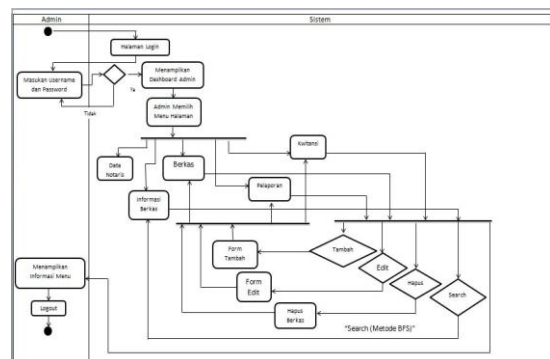 Admin
Sistem
Halaman Login
Masukan Username
dan Password
Menampilkan
Dashboard Admin
Ya
Tidak
Admin Memilih
Menu Halaman
Kwitansi
Data
Notaris
Berkas
Pelaporan
Informasi
Berkas
Form
Tambah
Tambah
Edit
Form
Edit
Hapus
Search
Hapus
Berkas
"Search (Metode BFS)"
Menampilkan
Informasi Menu
Logout